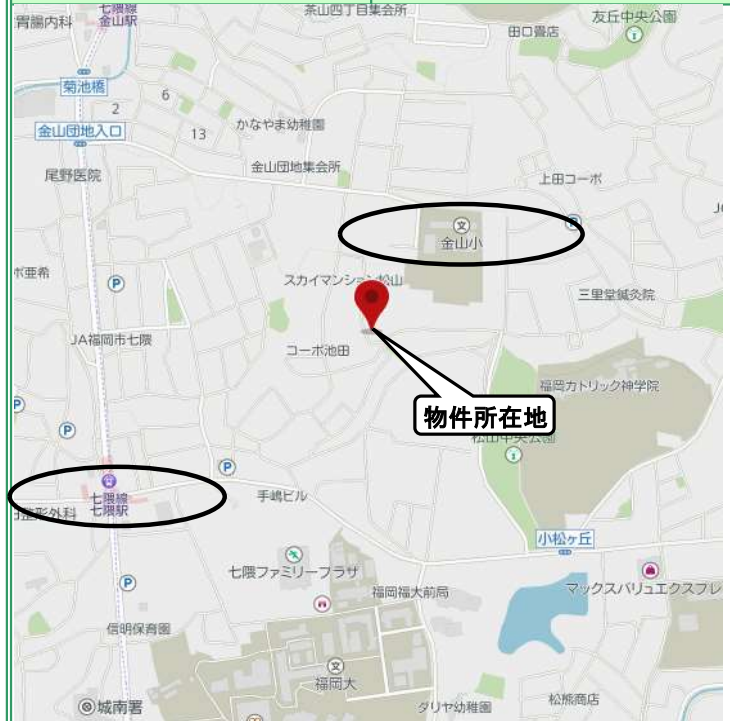 七隈線
金山駅
茶山四丁目集会所
友丘中央公園
胃腸内科
田口畳店
菊池橋
2
6
13
かなやま幼稚園
金山団地入口
金山団地集会所
尾野医院
上田コーポ
文
金山小
P
スカイマンション松山
三里堂鍼灸院
P
JA福岡市七隈
コーポ池田
福岡カトリック神学院
物件所在地
P
P
松山中央公園
P
七隈線
七隈駅
整形外科
手嶋ビル
小松ヶ丘
七隈ファミリープラザ
P
福岡福大前局
マックスバリュエクスプレ
信明保育園
文
福岡大
城南署
ダリヤ幼稚園
松熊商店